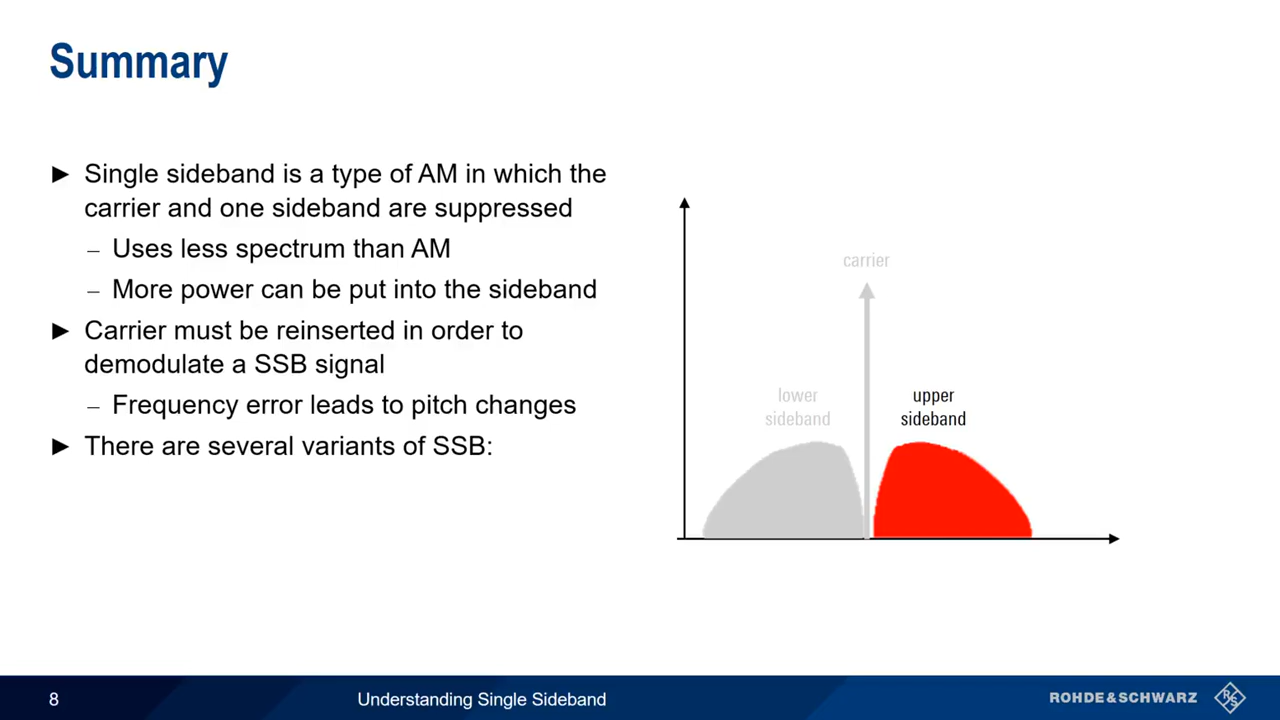 Summary
► Single sideband is a type of AM in which the
carrier and one sideband are suppressed
– Uses less spectrum than AM
– More power can be put into the sideband
► Carrier must be reinserted in order to
demodulate a SSB signal
– Frequency error leads to pitch changes
► There are several variants of SSB:
carrier
lower
sideband
upper
sideband
8
Understanding Single Sideband
ROHDE & SCHWARZ
R S